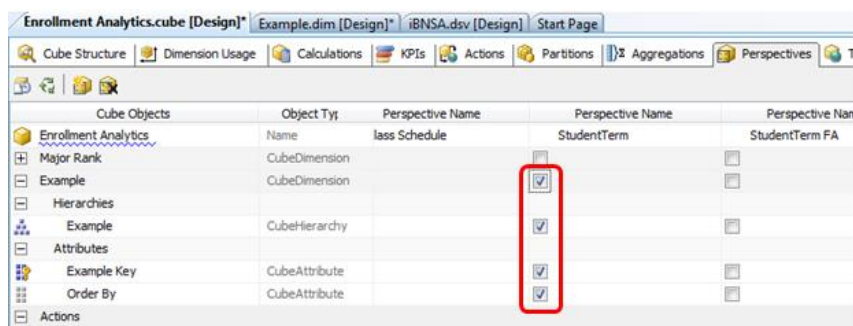 Enrollment Analytics.cube [Design]* Example.dim [Design]* iBNSA.dsv [Design] Start Page
Cube Structure Dimension Usage Calculations KPIs Actions Partitions Aggregations Perspectives T
Cube Objects Object Typ Perspective Name Perspective Name Perspective Nam
Enrollment Analytics Name lass Schedule StudentTerm StudentTerm FA
Major Rank CubeDimension
Example CubeDimension
Hierarchies
Example CubeHierarchy
Attributes
Example Key CubeAttribute
Order By CubeAttribute
Actions